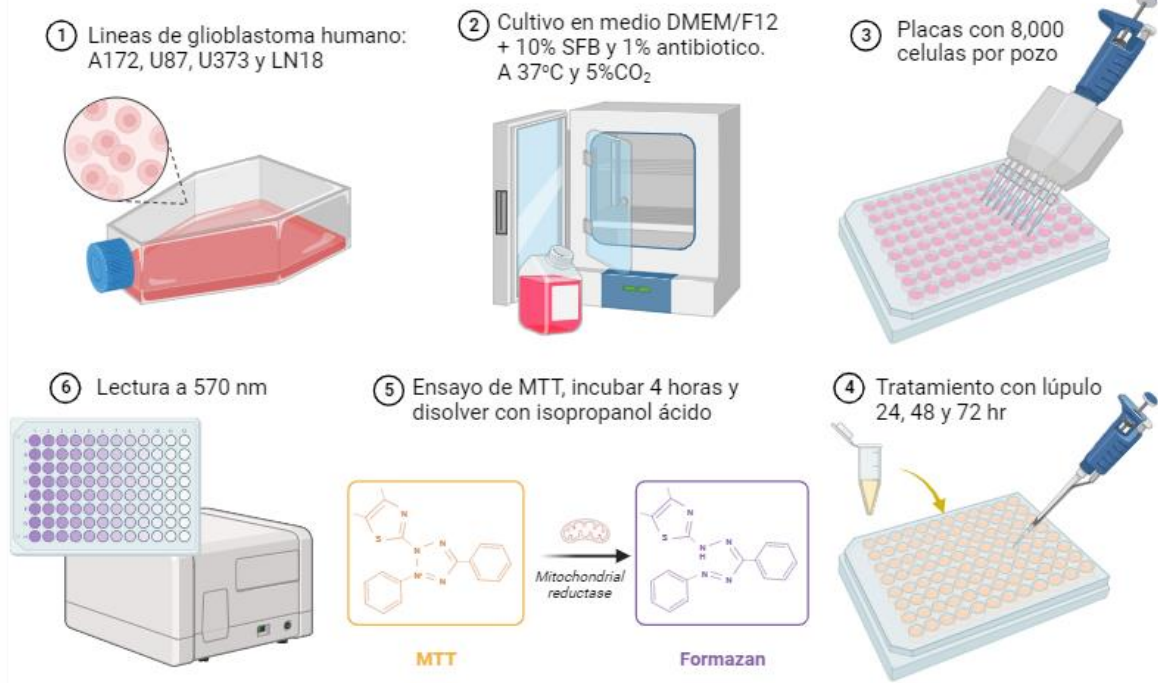 1 Lineas de glioblastoma humano:
A172, U87, U373 y LN18
2 Cultivo en medio DMEM/F12
+ 10% SFB y 1% antibiotico.
A 37ºC y 5%CO₂
3 Placas con 8,000
celulas por pozo
4 Tratamiento con lúpulo
24, 48 y 72 hr
5 Ensayo de MTT, incubar 4 horas y
disolver con isopropanol ácido
N
S
N
N
N⁺
N
N
MTT
Mitochondrial
reductase
N
S
N
H
N
N
N
Formazan
6 Lectura a 570 nm